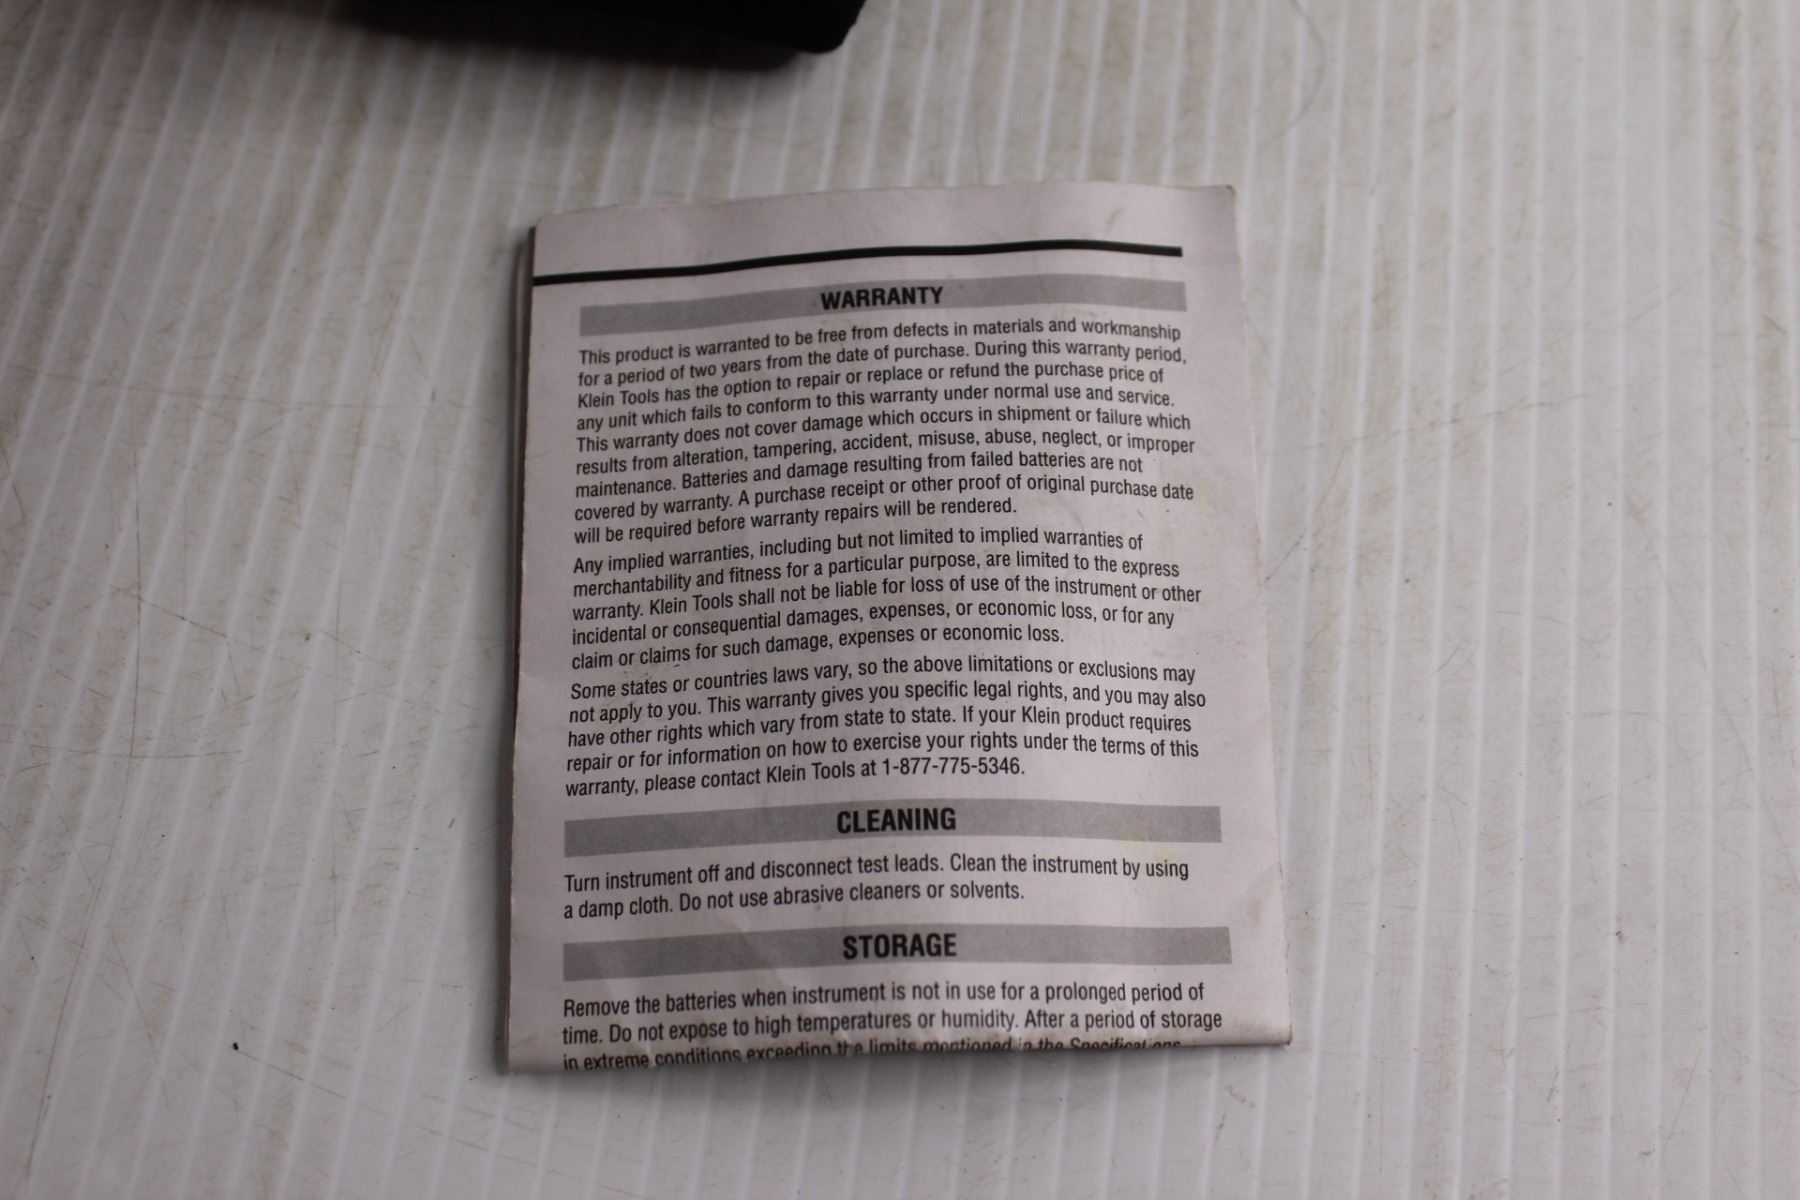 WARRANTY
This product is warranted to be free from defects in materials and workmanship
for a period of two years from the date of purchase. During this warranty period,
Klein Tools has the option to repair or replace or refund the purchase price of
any unit which fails to conform to this warranty under normal use and service.
This warranty does not cover damage which occurs in shipment or failure which
results from alteration, tampering, accident, misuse, abuse, neglect, or improper
maintenance. Batteries and damage resulting from failed batteries are not
covered by warranty. A purchase receipt or other proof of original purchase date
will be required before warranty repairs will be rendered.
Any implied warranties, including but not limited to implied warranties of
merchantability and fitness for a particular purpose, are limited to the express
warranty. Klein Tools shall not be liable for loss of use of the instrument or other
incidental or consequential damages, expenses, or economic loss, or for any
claim or claims for such damage, expenses or economic loss.
Some states or countries laws vary, so the above limitations or exclusions may
not apply to you. This warranty gives you specific legal rights, and you may also
have other rights which vary from state to state. If your Klein product requires
repair or for information on how to exercise your rights under the terms of this
warranty, please contact Klein Tools at 1-877-775-5346.
CLEANING
Turn instrument off and disconnect test leads. Clean the instrument by using
a damp cloth. Do not use abrasive cleaners or solvents.
STORAGE
Remove the batteries when instrument is not in use for a prolonged period of
time. Do not expose to high temperatures or humidity. After a period of storage
in extreme conditions exceeding the limits mentioned in the Specifications